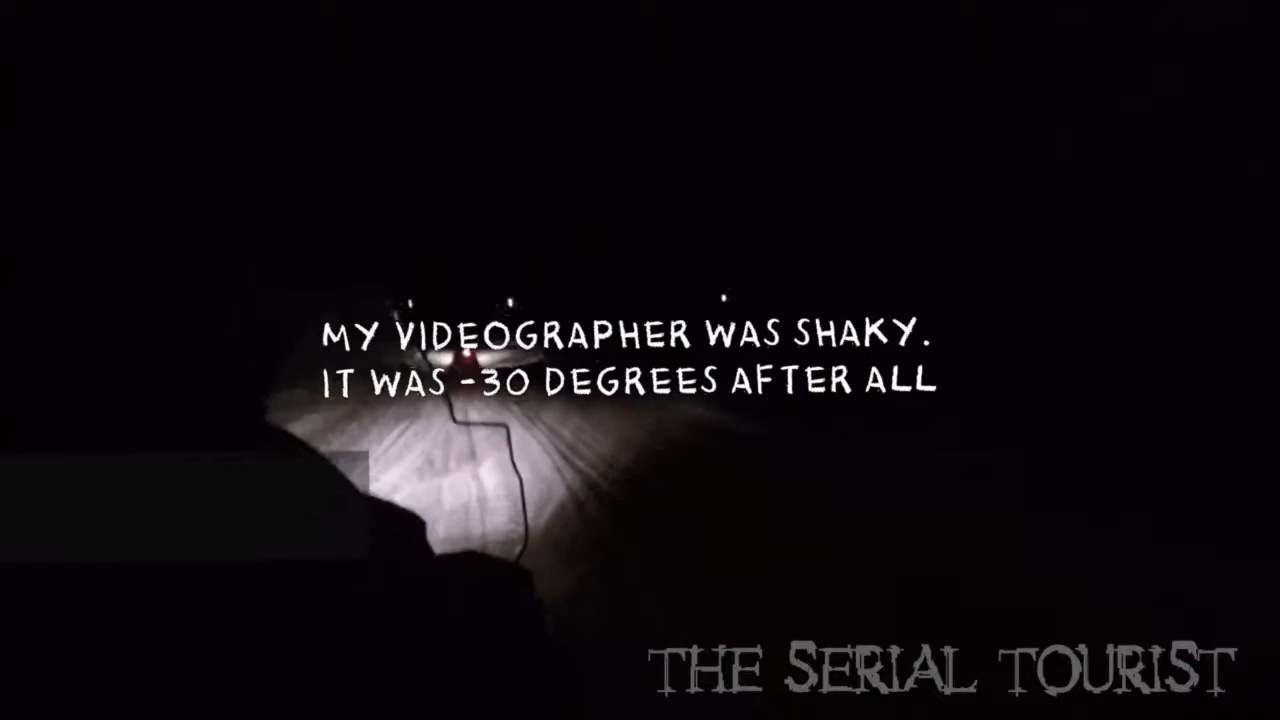 MY VIDEOGRAPHER WAS SHAKY.
IT WAS -30 DEGREES AFTER ALL
THE SERIAL TOURIST